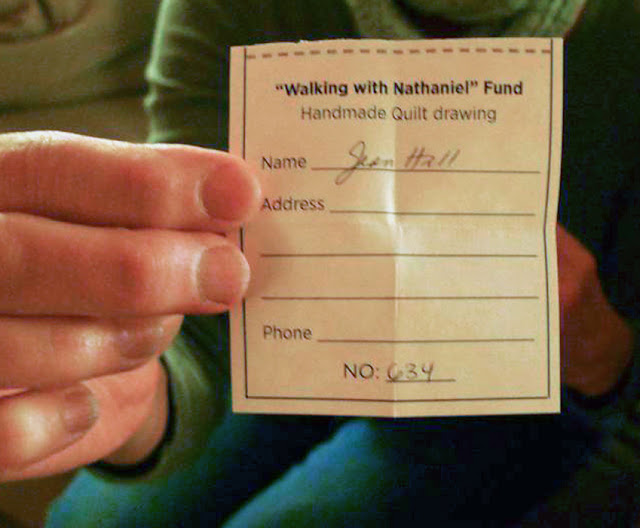 "Walking with Nathaniel" Fund
Handmade Quilt drawing
Name Jean Hall
Address
Phone
NO: 634